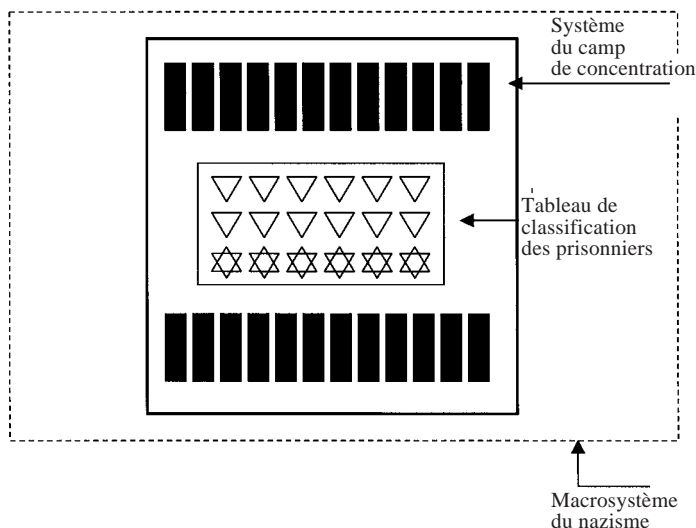 Système
du camp
de concentration
Tableau de
classification
des prisonniers
Macrosystème
du nazisme